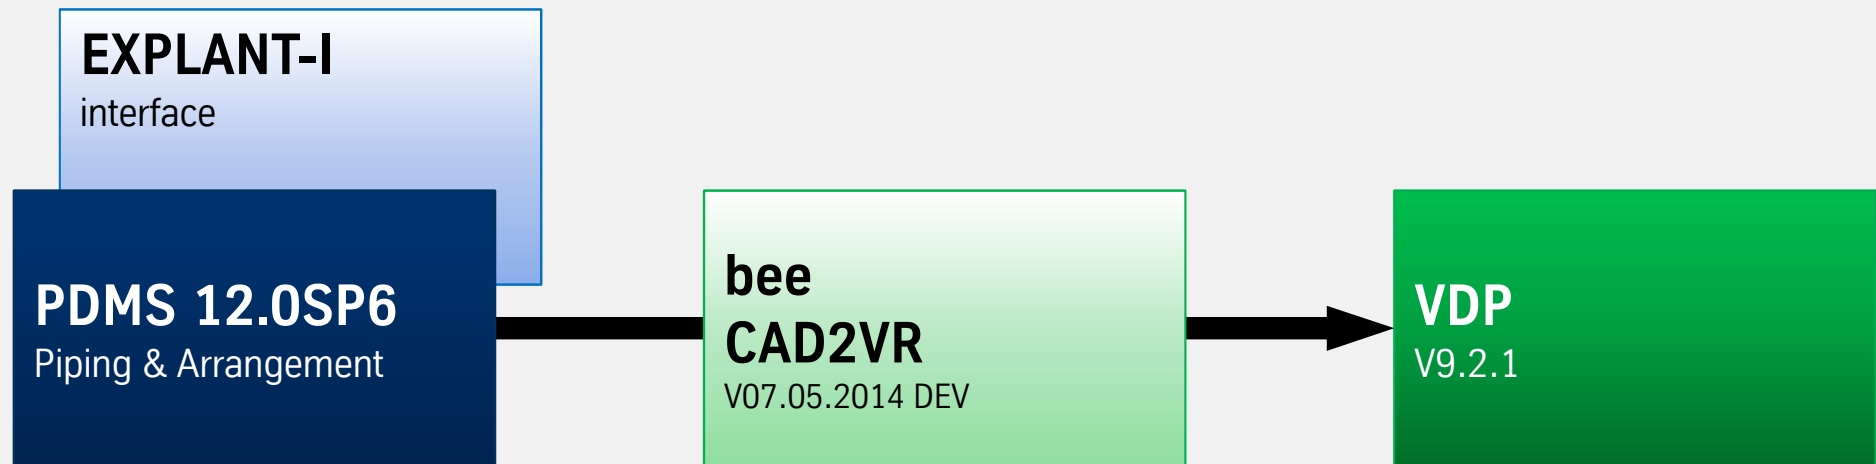 EXPLANT-I
interface
PDMS 12.0SP6
Piping & Arrangement
bee
CAD2VR
V07.05.2014 DEV
VDP
V9.2.1